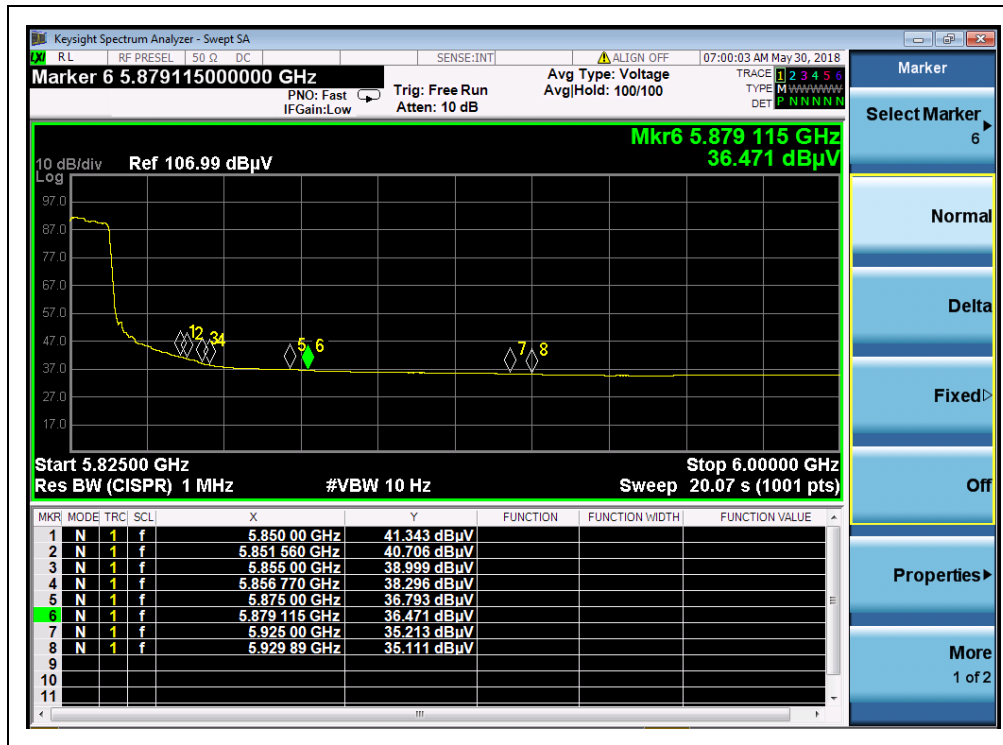 Keysight Spectrum Analyzer - Swept SA
LXI RL RF PRESEL 50 Ω DC SENSE:INT ALIGN OFF 07:00:03 AM May 30, 2018
Marker 6 5.879115000000 GHz
PNO: Fast
IFGain:Low
Trig: Free Run
Atten: 10 dB
Avg Type: Voltage
Avg|Hold: 100/100
TRACE 1 2 3 4 5 6
TYPE M WWWWW
DET P N N N N N
Mkr6 5.879 115 GHz
36.471 dBµV
10 dB/div Ref 106.99 dBµV
Log
97.0
87.0
77.0
67.0
57.0
47.0
37.0
27.0
17.0
1 2 3 4 5 6 7 8
Start 5.82500 GHz Stop 6.00000 GHz
Res BW (CISPR) 1 MHz #VBW 10 Hz Sweep 20.07 s (1001 pts)
MKR MODE TRC SCL X Y FUNCTION FUNCTION WIDTH FUNCTION VALUE
1 N 1 f 5.850 00 GHz 41.343 dBµV
2 N 1 f 5.851 560 GHz 40.706 dBµV
3 N 1 f 5.855 00 GHz 38.999 dBµV
4 N 1 f 5.856 770 GHz 38.296 dBµV
5 N 1 f 5.875 00 GHz 36.793 dBµV
6 N 1 f 5.879 115 GHz 36.471 dBµV
7 N 1 f 5.925 00 GHz 35.213 dBµV
8 N 1 f 5.929 89 GHz 35.111 dBµV
9
10
11
Marker
Select Marker
6
Normal
Delta
Fixed
Off
Properties
More
1 of 2